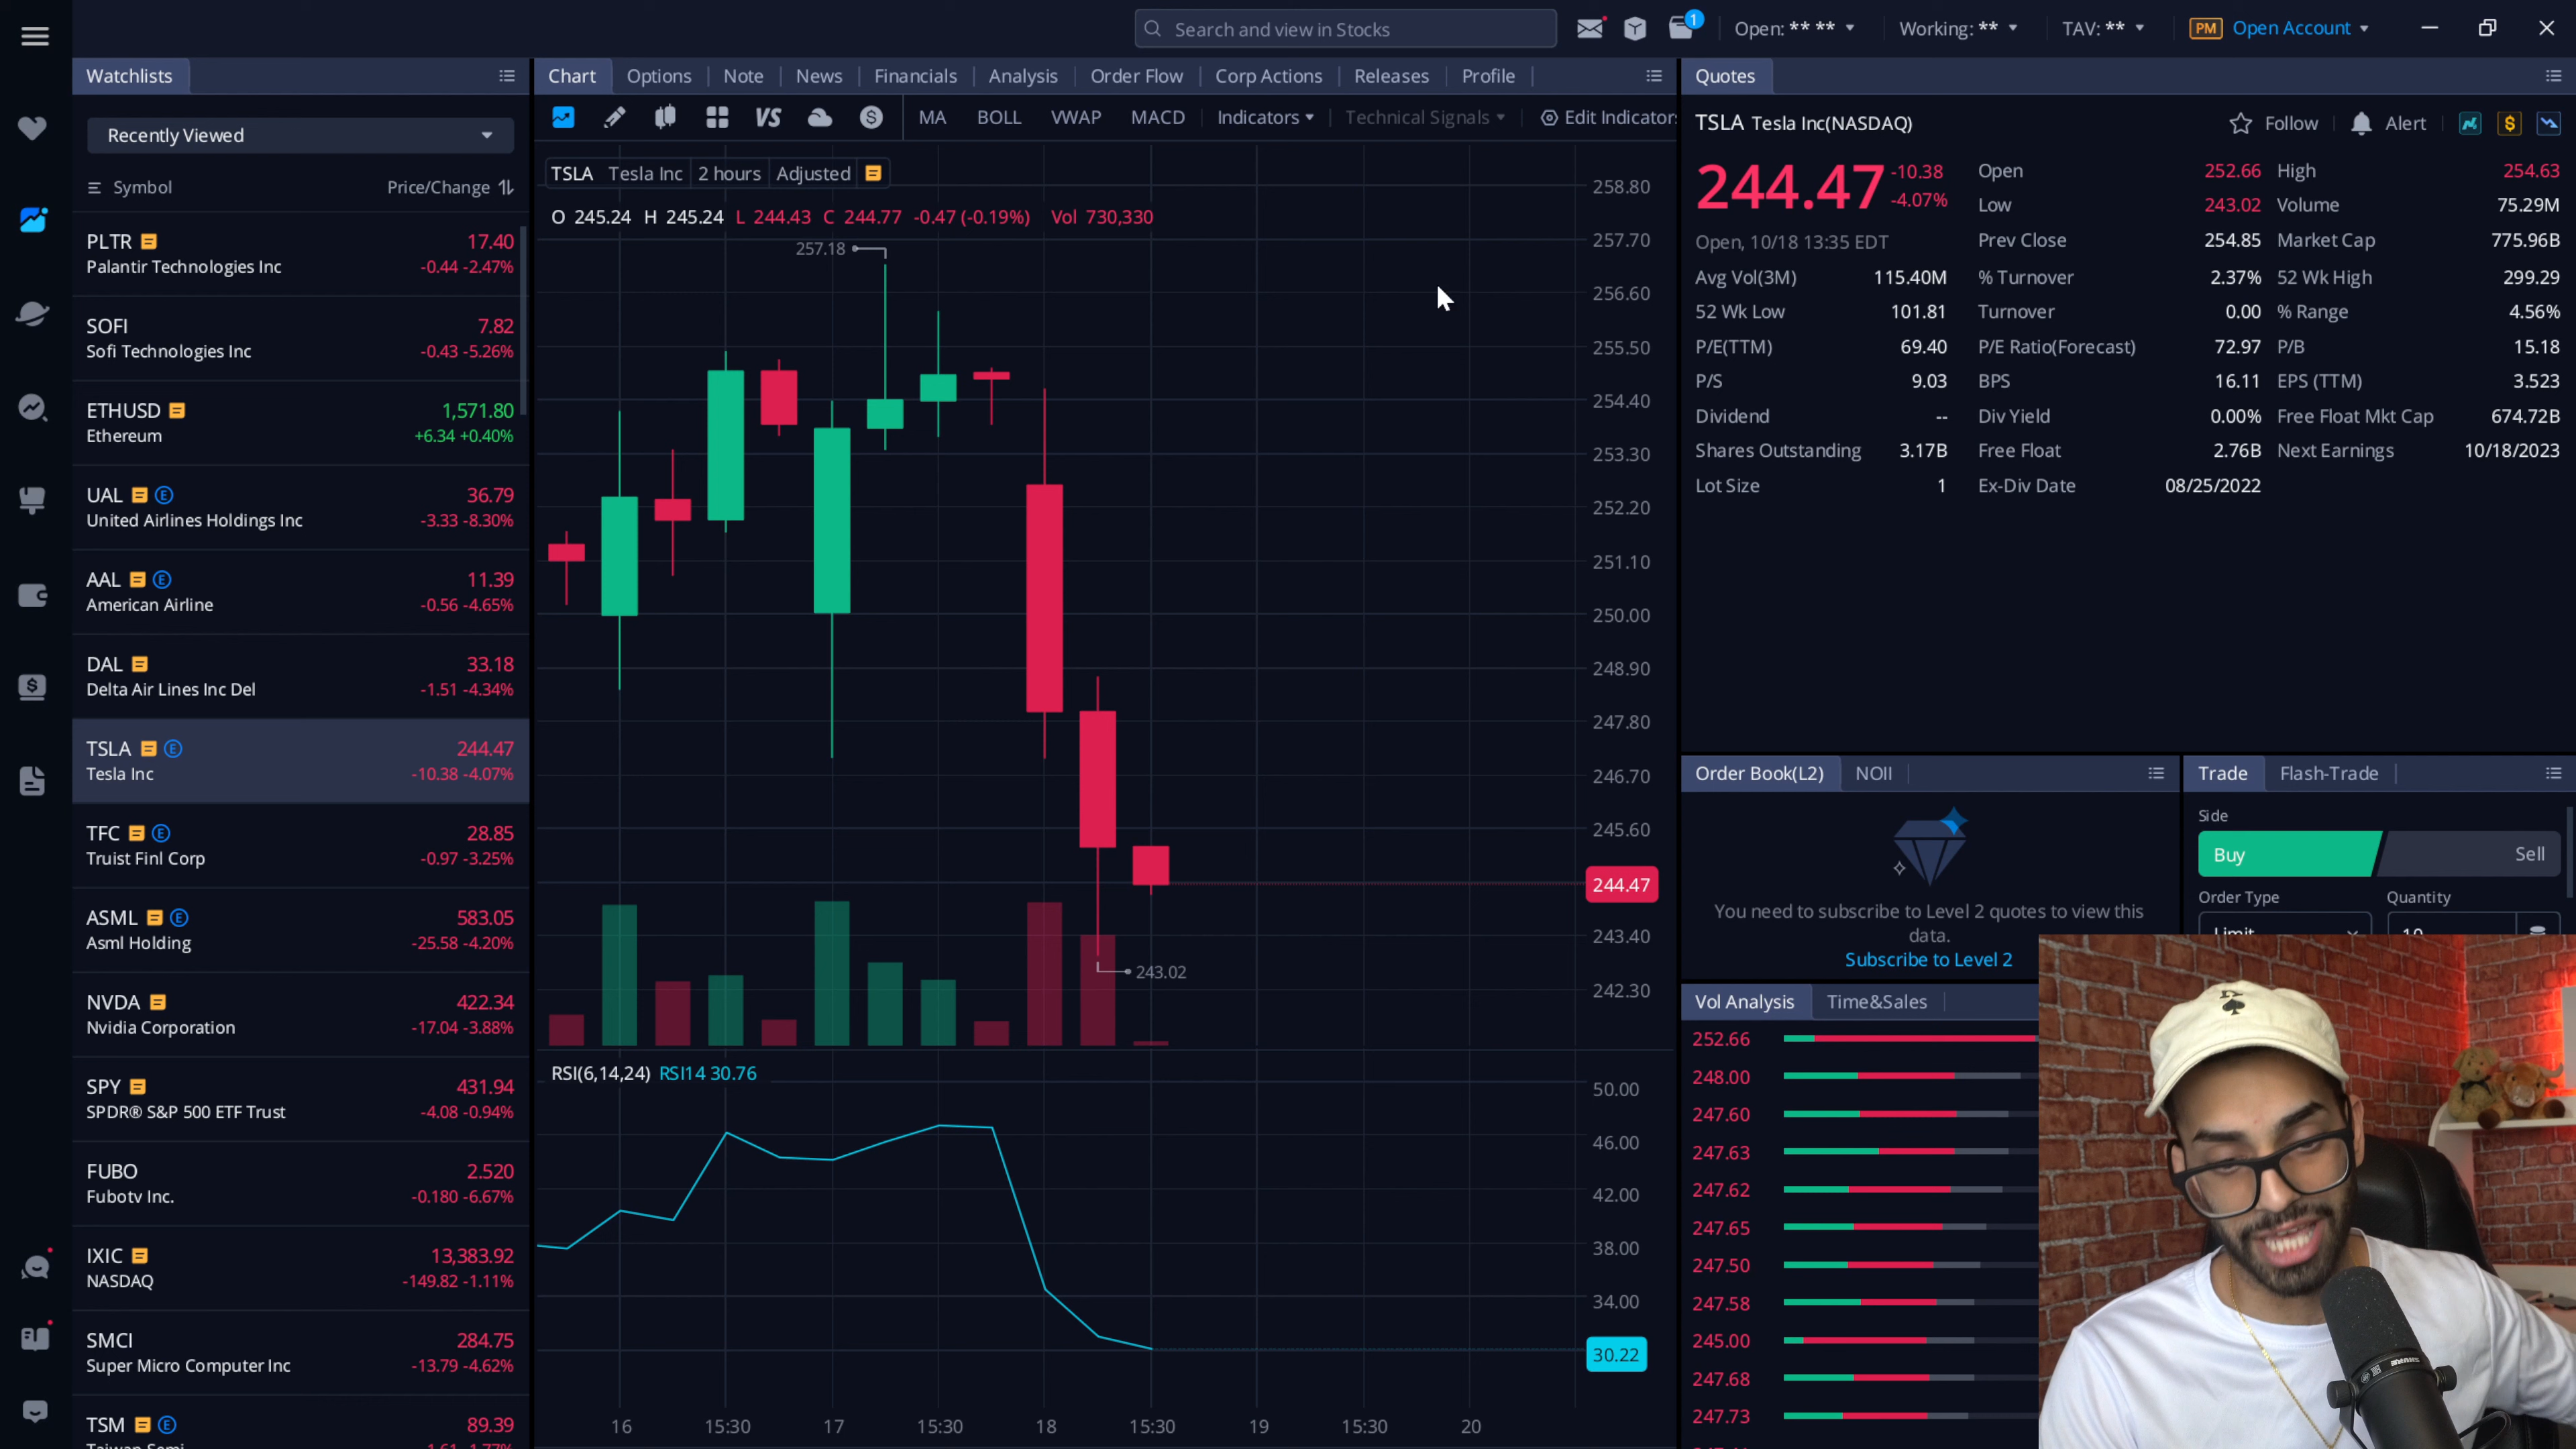 Search and view in Stocks
1
Open: ** **
Working: **
TAV: **
PM Open Account
Watchlists
Recently Viewed
Symbol Price/Change
PLTR 17.40
Palantir Technologies Inc -0.44 -2.47%
SOFI 7.82
Sofi Technologies Inc -0.43 -5.26%
ETHUSD 1,571.80
Ethereum +6.34 +0.40%
UAL E 36.79
United Airlines Holdings Inc -3.33 -8.30%
AAL E 11.39
American Airline -0.56 -4.65%
DAL 33.18
Delta Air Lines Inc Del -1.51 -4.34%
TSLA E 244.47
Tesla Inc -10.38 -4.07%
TFC E 28.85
Truist Finl Corp -0.97 -3.25%
ASML E 583.05
Asml Holding -25.58 -4.20%
NVDA 422.34
Nvidia Corporation -17.04 -3.88%
SPY 431.94
SPDR® S&P 500 ETF Trust -4.08 -0.94%
FUBO 2.520
Fubotv Inc. -0.180 -6.67%
IXIC 13,383.92
NASDAQ -149.82 -1.11%
SMCI 284.75
Super Micro Computer Inc -13.79 -4.62%
TSM E 89.39
Chart Options Note News Financials Analysis Order Flow Corp Actions Releases Profile
VS MA BOLL VWAP MACD Indicators Technical Signals Edit Indicators
TSLA Tesla Inc 2 hours Adjusted
O 245.24 H 245.24 L 244.43 C 244.77 -0.47 (-0.19%) Vol 730,330
257.18
243.02
258.80
257.70
256.60
255.50
254.40
253.30
252.20
251.10
250.00
248.90
247.80
246.70
245.60
244.47
243.40
242.30
RSI(6,14,24) RSI14 30.76
50.00
46.00
42.00
38.00
34.00
30.22
16 15:30 17 15:30 18 15:30 19 15:30 20
Quotes
TSLA Tesla Inc(NASDAQ) Follow Alert
244.47 -10.38
-4.07%
Open, 10/18 13:35 EDT
Open 252.66 High 254.63
Low 243.02 Volume 75.29M
Prev Close 254.85 Market Cap 775.96B
Avg Vol(3M) 115.40M % Turnover 2.37% 52 Wk High 299.29
52 Wk Low 101.81 Turnover 0.00 % Range 4.56%
P/E(TTM) 69.40 P/E Ratio(Forecast) 72.97 P/B 15.18
P/S 9.03 BPS 16.11 EPS (TTM) 3.523
Dividend -- Div Yield 0.00% Free Float Mkt Cap 674.72B
Shares Outstanding 3.17B Free Float 2.76B Next Earnings 10/18/2023
Lot Size 1 Ex-Div Date 08/25/2022
Order Book(L2) NOII
You need to subscribe to Level 2 quotes to view this
data.
Subscribe to Level 2
Trade Flash-Trade
Side
Buy Sell
Order Type Quantity
Limit 10
Vol Analysis Time&Sales
252.66
248.00
247.60
247.63
247.62
247.65
247.50
247.58
245.00
247.68
247.73